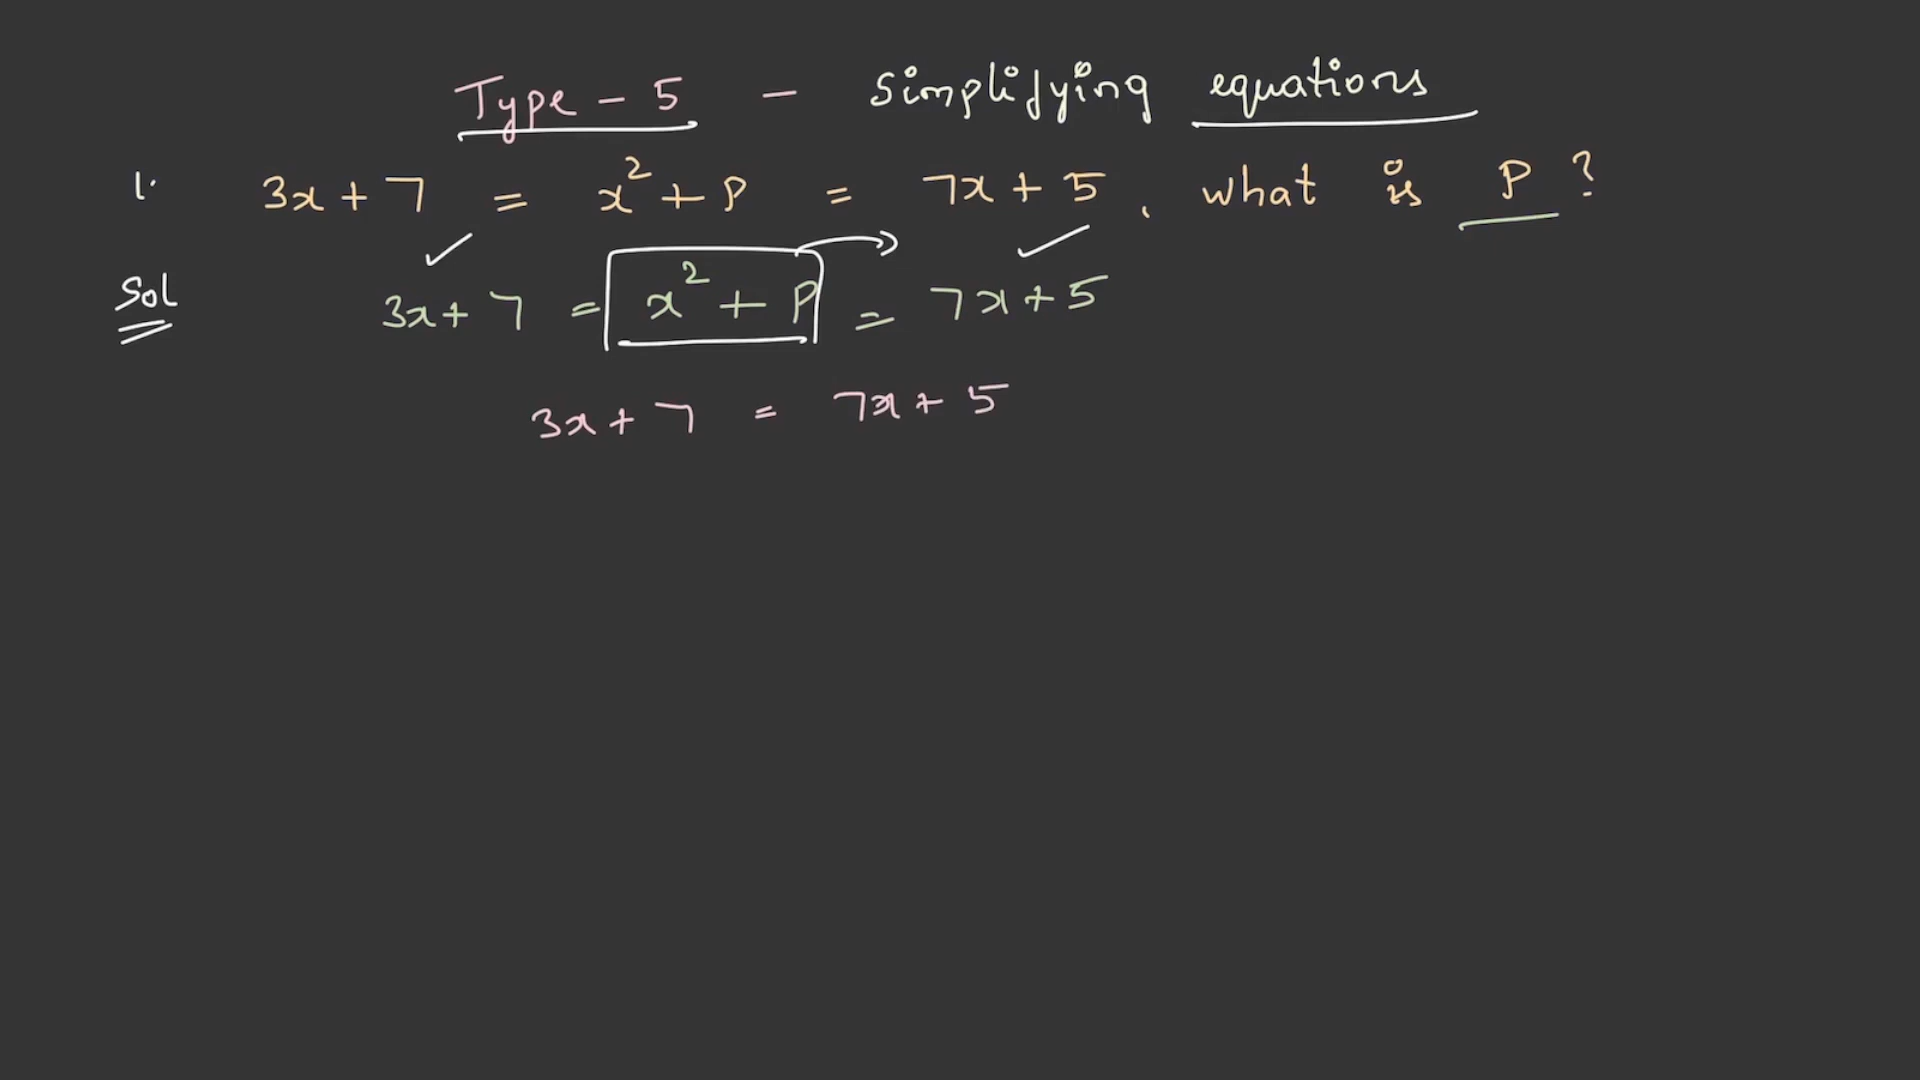 Type - 5 - Simplifying equations
1. 3x + 7 = x² + P = 7x + 5, what is P ?
Sol 3x + 7 = x² + P = 7x + 5
3x + 7 = 7x + 5